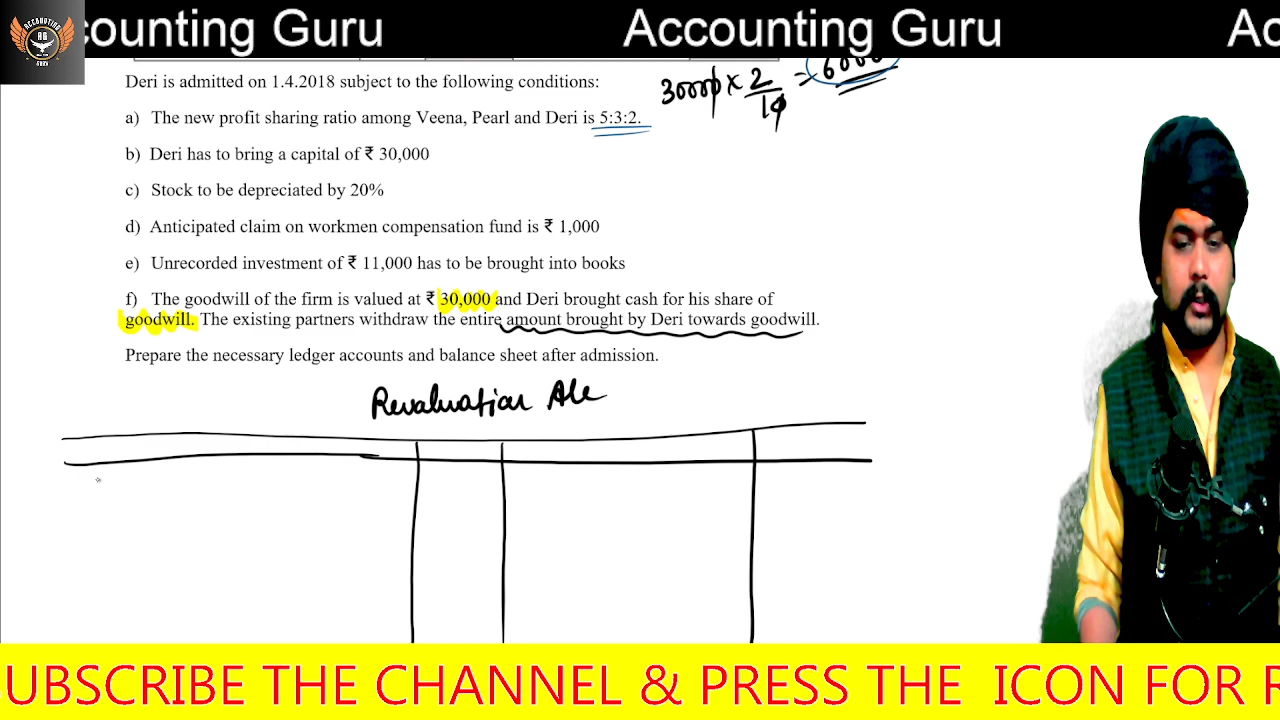 counting Guru Accounting Guru Ac
ACCOUNTING
AG
GURU
Deri is admitted on 1.4.2018 subject to the following conditions:
30000 × 2/10 = 6000
a) The new profit sharing ratio among Veena, Pearl and Deri is 5:3:2.
b) Deri has to bring a capital of ₹ 30,000
c) Stock to be depreciated by 20%
d) Anticipated claim on workmen compensation fund is ₹ 1,000
e) Unrecorded investment of ₹ 11,000 has to be brought into books
f) The goodwill of the firm is valued at ₹ 30,000 and Deri brought cash for his share of
goodwill. The existing partners withdraw the entire amount brought by Deri towards goodwill.
Prepare the necessary ledger accounts and balance sheet after admission.
Revaluation A/c
UBSCRIBE THE CHANNEL & PRESS THE ICON FOR R